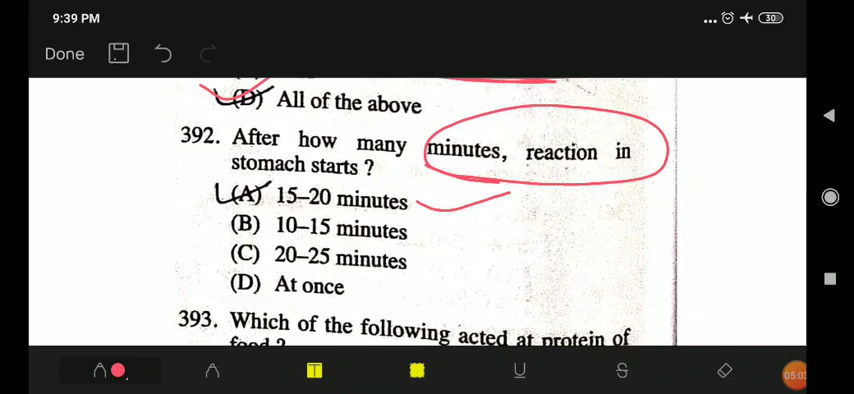 9:39 PM
30
Done
(D) All of the above
392. After how many minutes, reaction in
stomach starts ?
(A) 15–20 minutes
(B) 10–15 minutes
(C) 20–25 minutes
(D) At once
393. Which of the following acted at protein of
food ?
T
U
S
05:03